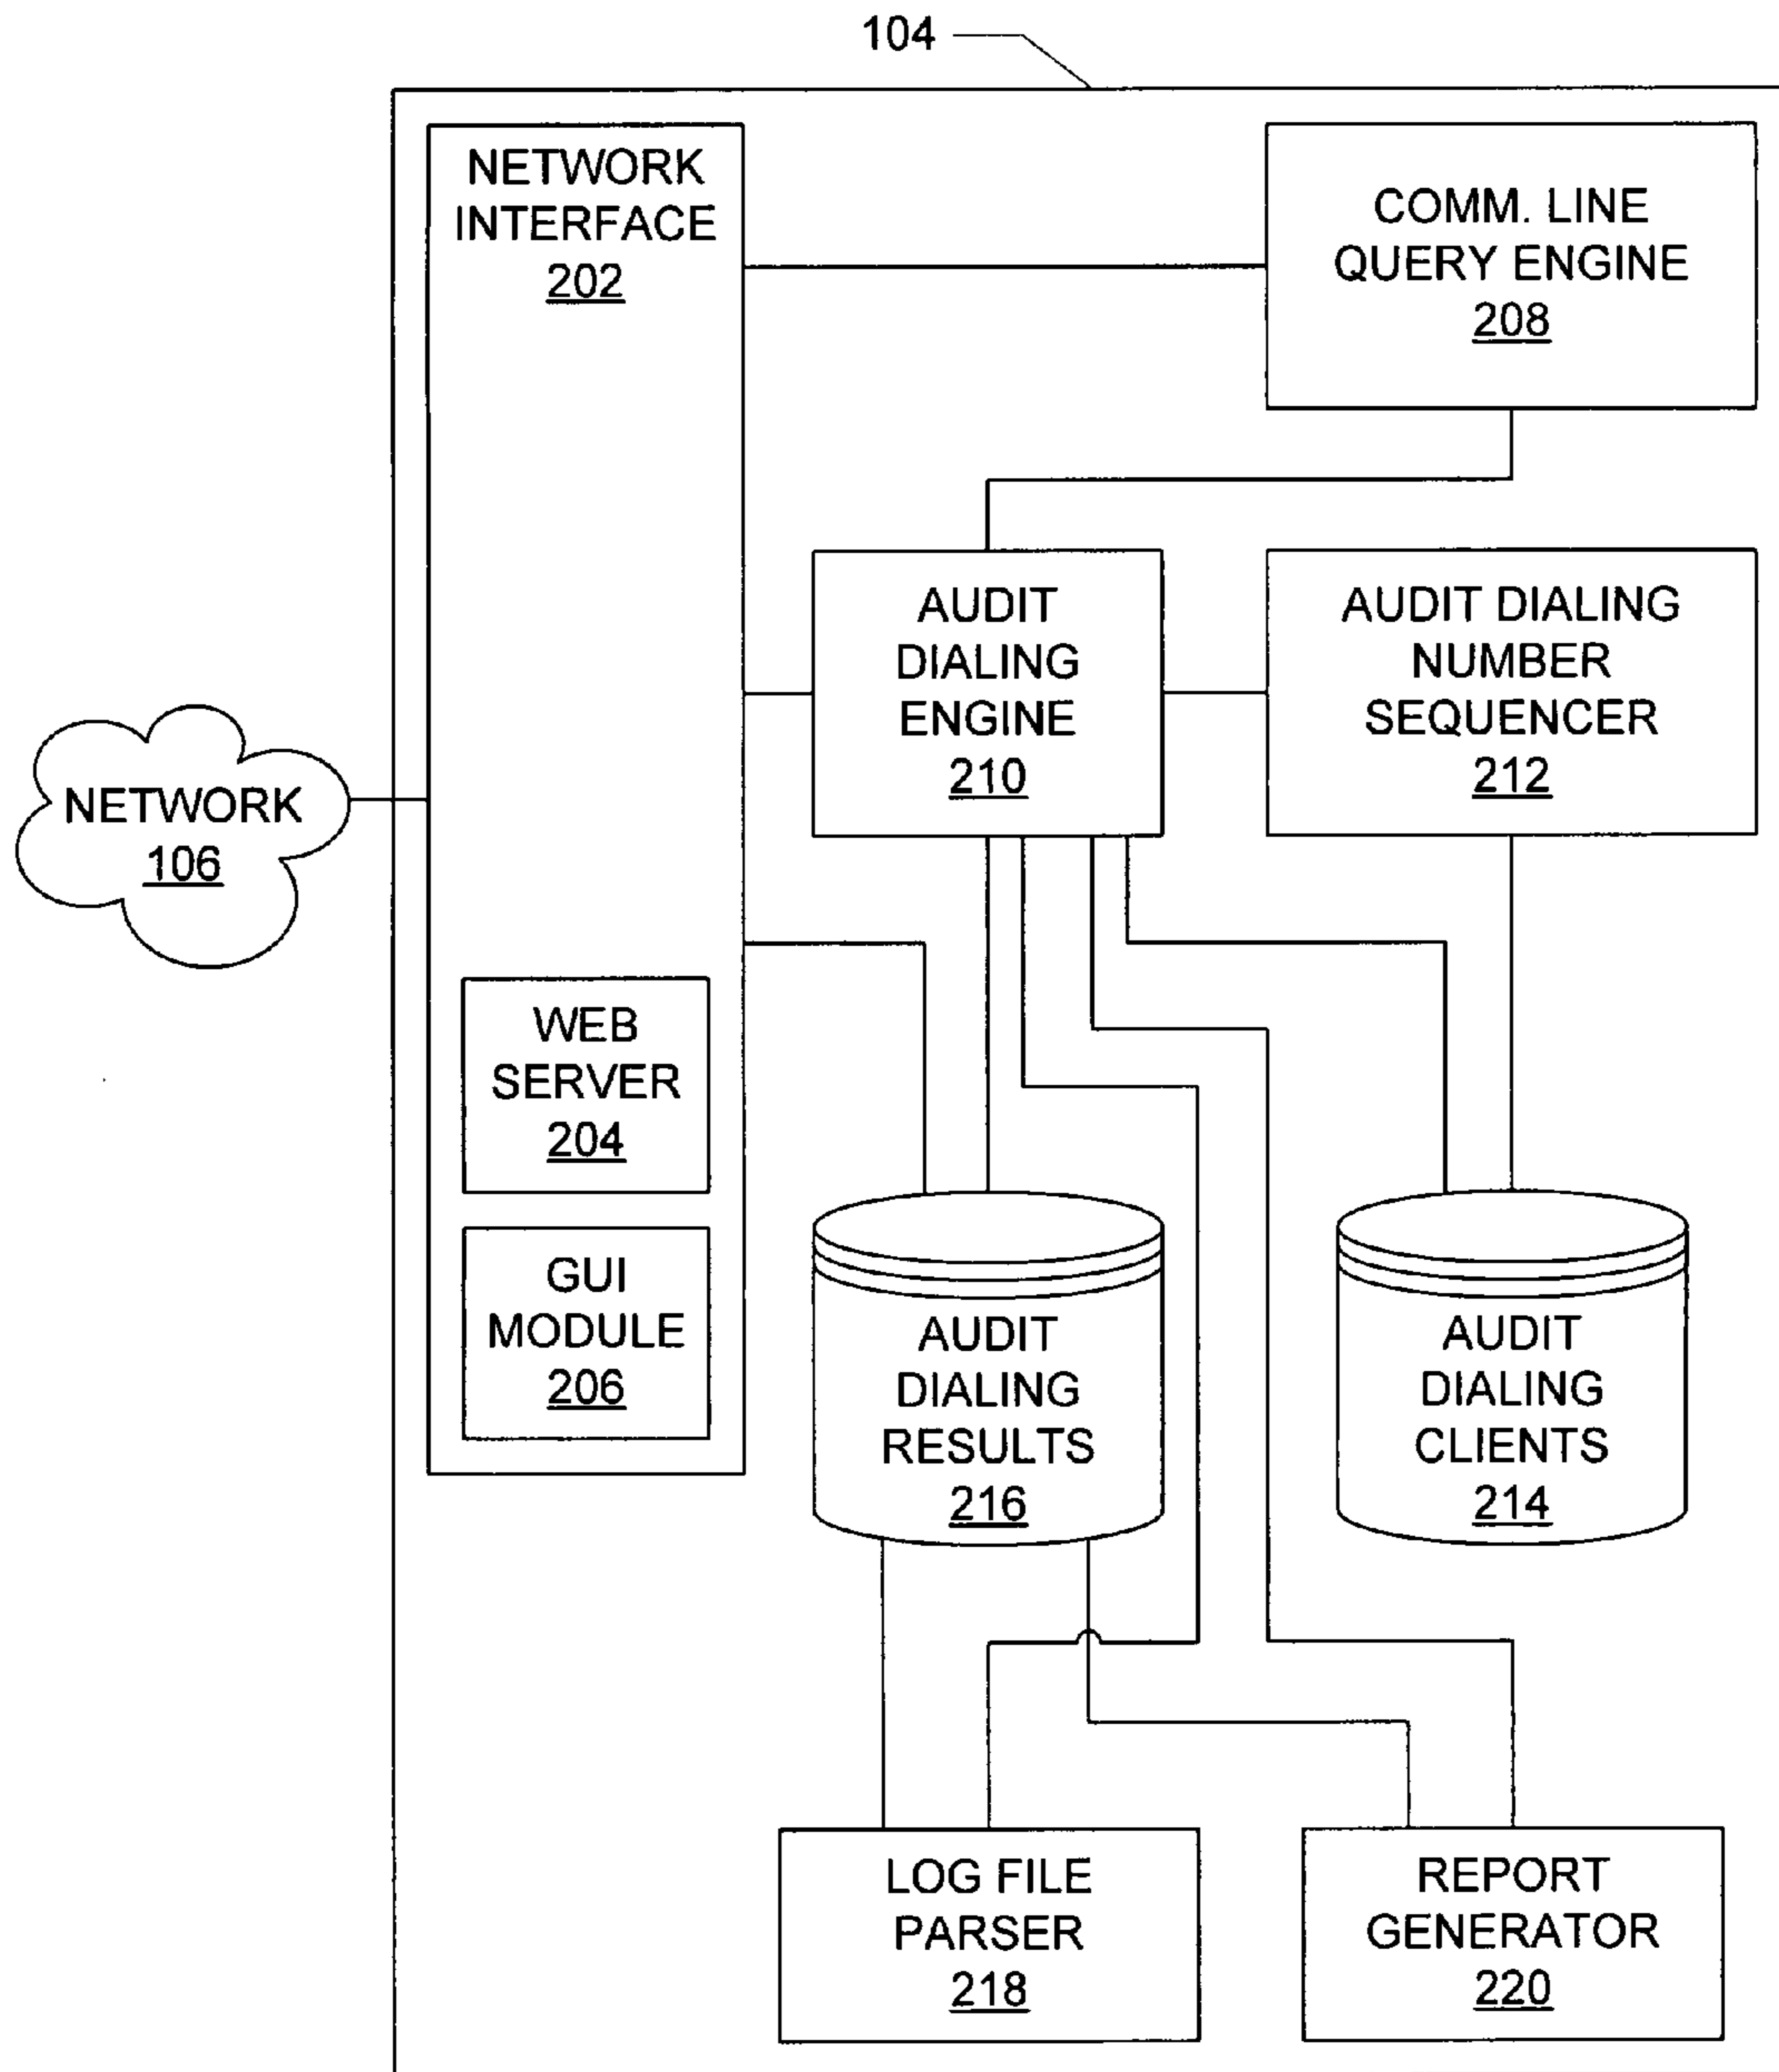 104
NETWORK
INTERFACE
202
COMM. LINE
QUERY ENGINE
208
AUDIT
DIALING
ENGINE
210
AUDIT DIALING
NUMBER
SEQUENCER
212
NETWORK
106
WEB
SERVER
204
GUI
MODULE
206
AUDIT
DIALING
RESULTS
216
AUDIT
DIALING
CLIENTS
214
LOG FILE
PARSER
218
REPORT
GENERATOR
220